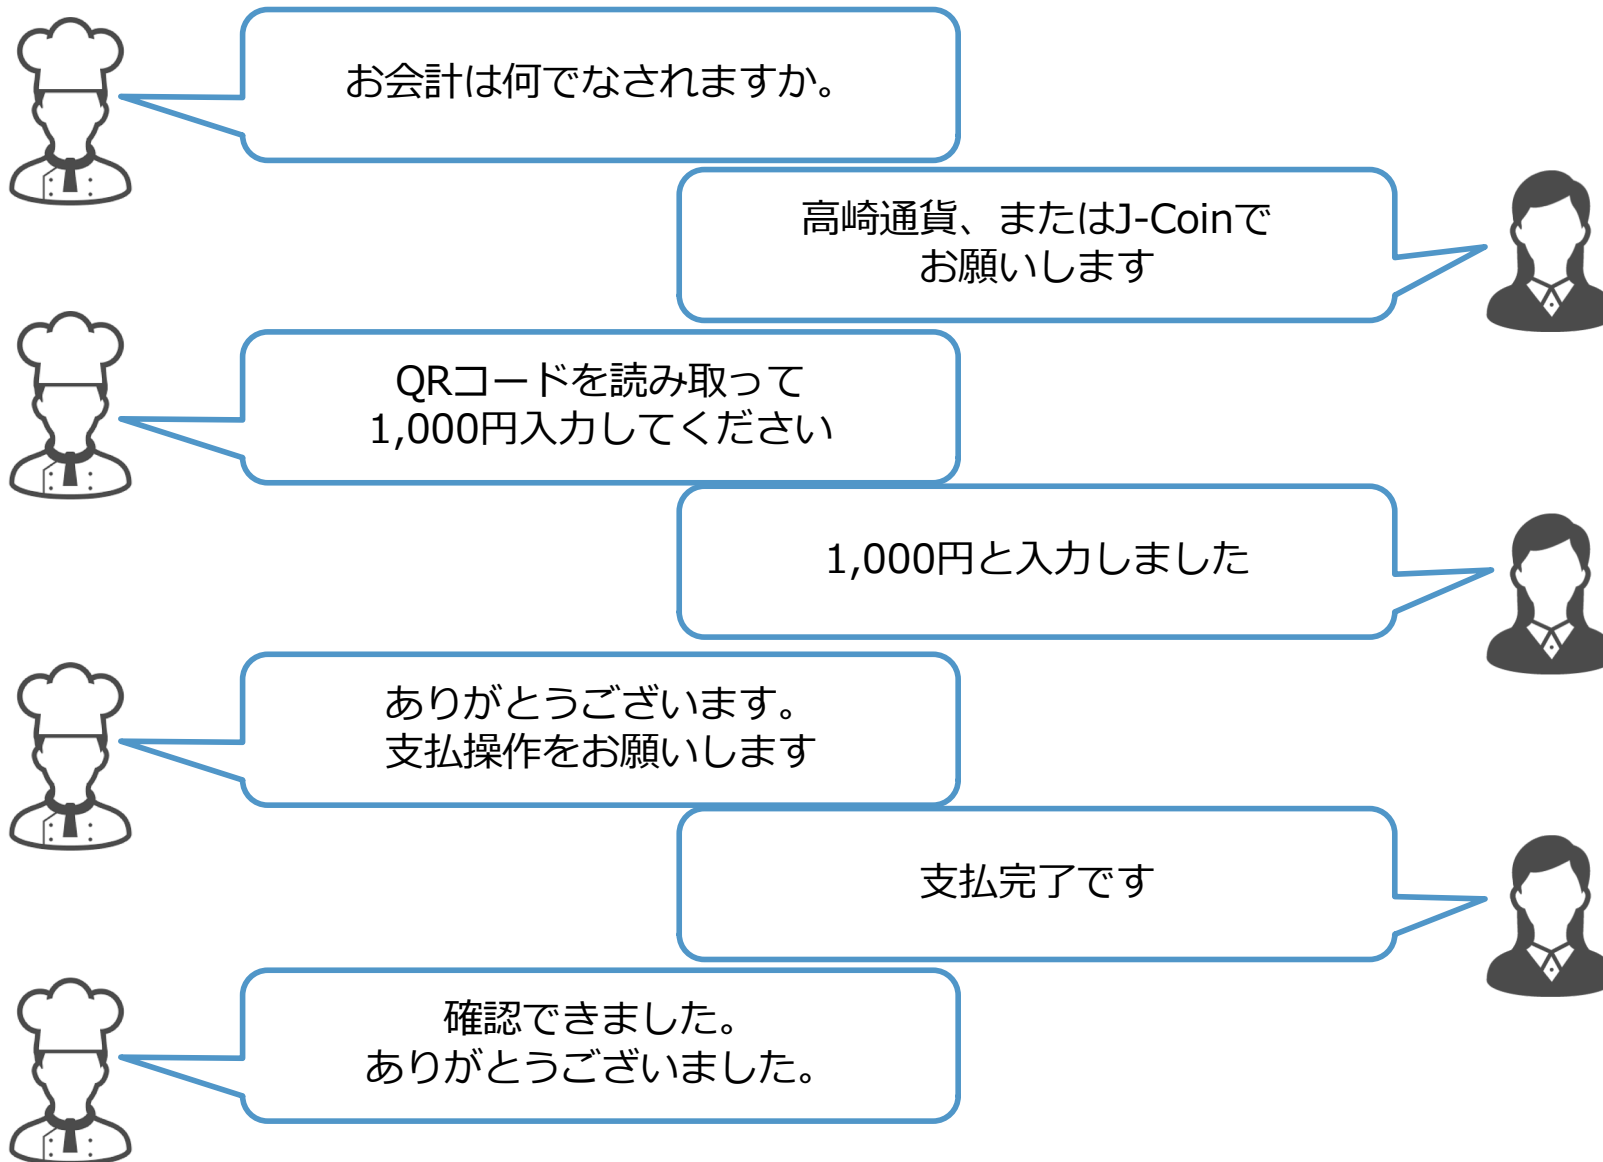 お会計は何でなされますか。
高崎通貨、またはJ-Coinで
お願いします
QRコードを読み取って
1,000円入力してください
1,000円と入力しました
ありがとうございます。
支払操作をお願いします
支払完了です
確認できました。
ありがとうございました。